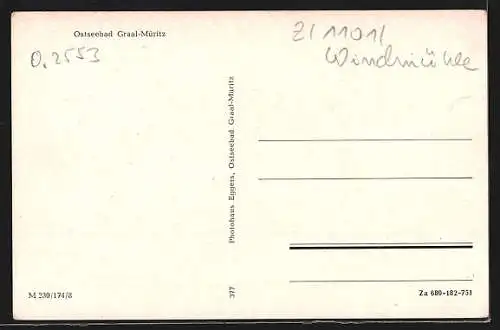 Ostseebad Graal-Müritz
Z/1101/
Windmühle
0.2553
Photohaus Eggers, Ostseebad Graal-Müritz
377
M 230/174/8
Za 680-182-751